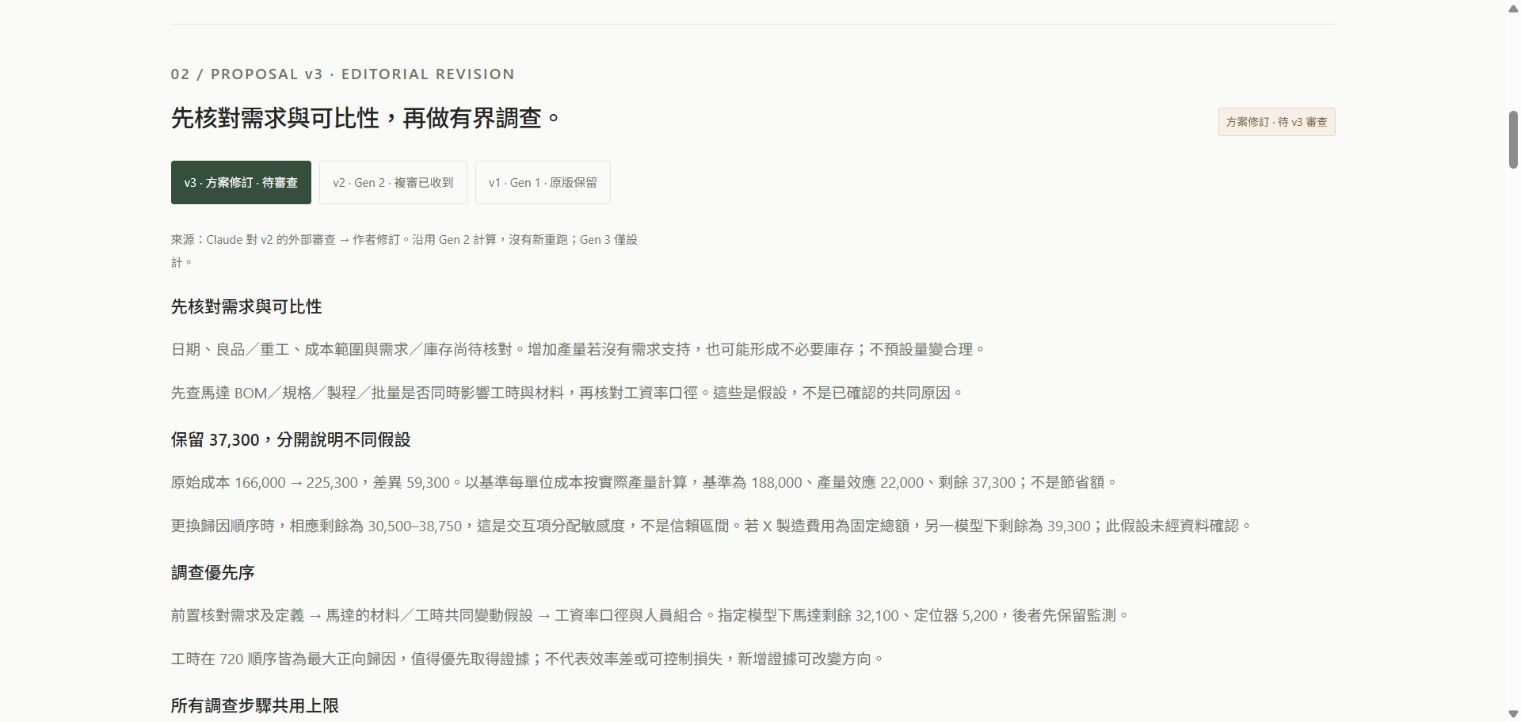 02 / PROPOSAL v3 · EDITORIAL REVISION
先核對需求與可比性，再做有界調查。
方案修訂 · 待 v3 審查
v3 · 方案修訂 · 待審查
v2 · Gen 2 · 複審已收到
v1 · Gen 1 · 原版保留
來源：Claude 對 v2 的外部審查 → 作者修訂。沿用 Gen 2 計算，沒有新重跑；Gen 3 僅設
計。
先核對需求與可比性
日期、良品／重工、成本範圍與需求／庫存尚待核對。增加產量若沒有需求支持，也可能形成不必要庫存；不預設量變合理。
先查馬達 BOM／規格／製程／批量是否同時影響工時與材料，再核對工資率口徑。這些是假設，不是已確認的共同原因。
保留 37,300，分開說明不同假設
原始成本 166,000 → 225,300，差異 59,300。以基準每單位成本按實際產量計算，基準為 188,000、產量效應 22,000、剩餘 37,300；不是節省額。
更換歸因順序時，相應剩餘為 30,500–38,750，這是交互項分配敏感度，不是信賴區間。若 X 製造費用為固定總額，另一模型下剩餘為 39,300；此假設未經資料確認。
調查優先序
前置核對需求及定義 → 馬達的材料／工時共同變動假設 → 工資率口徑與人員組合。指定模型下馬達剩餘 32,100、定位器 5,200，後者先保留監測。
工時在 720 順序皆為最大正向歸因，值得優先取得證據；不代表效率差或可控制損失，新增證據可改變方向。
所有調查步驟共用上限